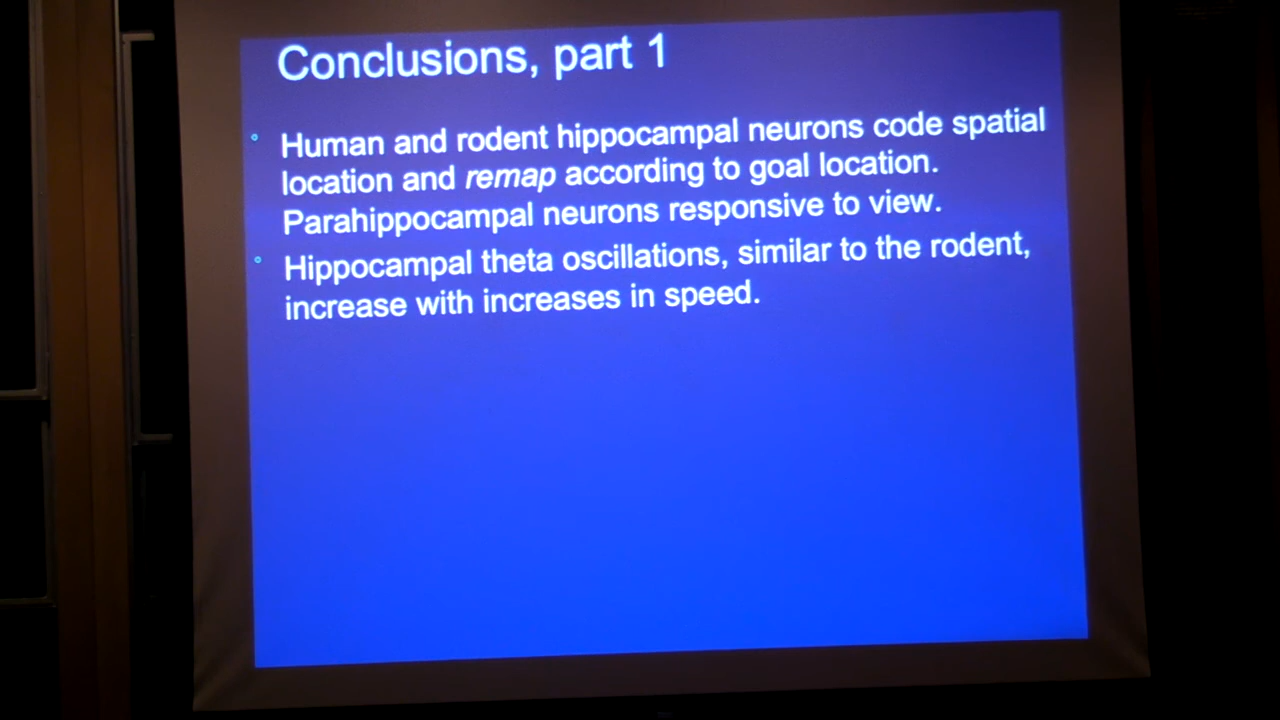 Conclusions, part 1
Human and rodent hippocampal neurons code spatial
location and remap according to goal location.
Parahippocampal neurons responsive to view.
Hippocampal theta oscillations, similar to the rodent,
increase with increases in speed.